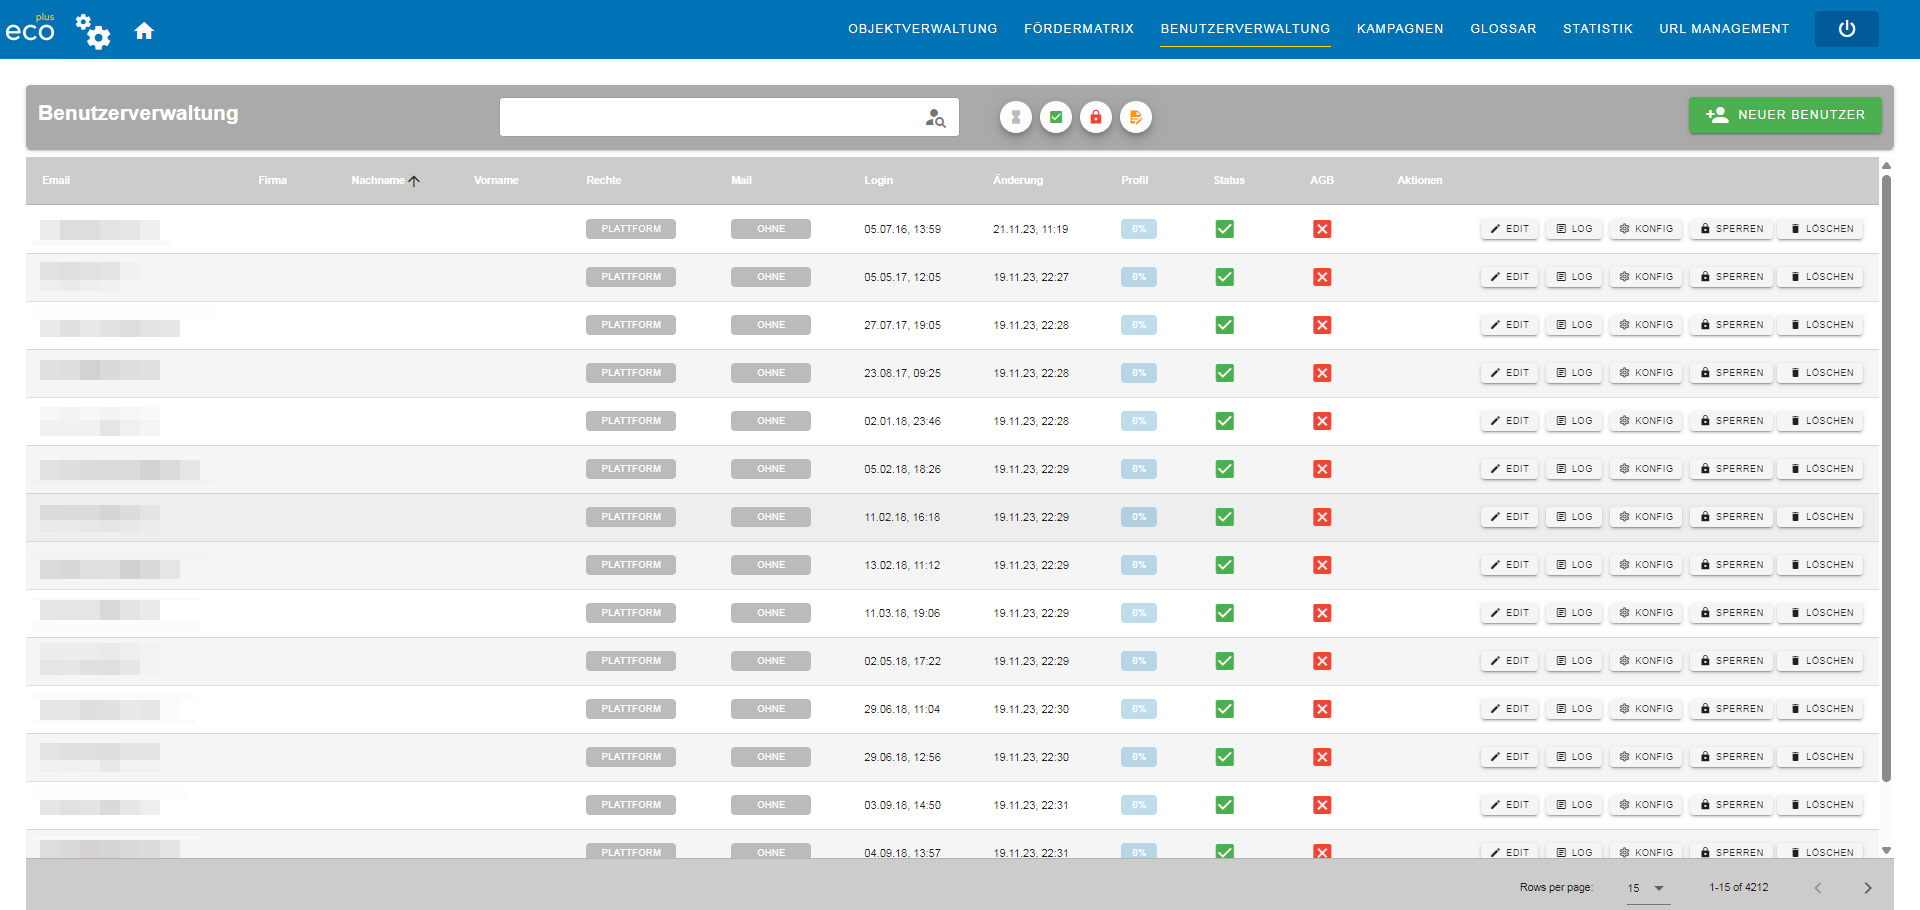 eco plus OBJEKTVERWALTUNG FÖRDERMATRIX BENUTZERVERWALTUNG KAMPAGNEN GLOSSAR STATISTIK URL MANAGEMENT
Benutzerverwaltung NEUER BENUTZER
Email Firma Nachname Vorname Rechte Mail Login Änderung Profil Status AGB Aktionen
PLATTFORM OHNE 05.07.16, 13:59 21.11.23, 11:19 0% EDIT LOG KONFIG SPERREN LÖSCHEN
PLATTFORM OHNE 05.05.17, 12:05 19.11.23, 22:27 0% EDIT LOG KONFIG SPERREN LÖSCHEN
PLATTFORM OHNE 27.07.17, 19:05 19.11.23, 22:28 0% EDIT LOG KONFIG SPERREN LÖSCHEN
PLATTFORM OHNE 23.08.17, 09:25 19.11.23, 22:28 0% EDIT LOG KONFIG SPERREN LÖSCHEN
PLATTFORM OHNE 02.01.18, 23:46 19.11.23, 22:28 0% EDIT LOG KONFIG SPERREN LÖSCHEN
PLATTFORM OHNE 05.02.18, 18:26 19.11.23, 22:29 0% EDIT LOG KONFIG SPERREN LÖSCHEN
PLATTFORM OHNE 11.02.18, 16:18 19.11.23, 22:29 0% EDIT LOG KONFIG SPERREN LÖSCHEN
PLATTFORM OHNE 13.02.18, 11:12 19.11.23, 22:29 0% EDIT LOG KONFIG SPERREN LÖSCHEN
PLATTFORM OHNE 11.03.18, 19:06 19.11.23, 22:29 0% EDIT LOG KONFIG SPERREN LÖSCHEN
PLATTFORM OHNE 02.05.18, 17:22 19.11.23, 22:29 0% EDIT LOG KONFIG SPERREN LÖSCHEN
PLATTFORM OHNE 29.06.18, 11:04 19.11.23, 22:30 0% EDIT LOG KONFIG SPERREN LÖSCHEN
PLATTFORM OHNE 29.06.18, 12:56 19.11.23, 22:30 0% EDIT LOG KONFIG SPERREN LÖSCHEN
PLATTFORM OHNE 03.09.18, 14:50 19.11.23, 22:31 0% EDIT LOG KONFIG SPERREN LÖSCHEN
PLATTFORM OHNE 04.09.18, 13:57 19.11.23, 22:31 0% EDIT LOG KONFIG SPERREN LÖSCHEN
Rows per page: 15 1-15 of 4212